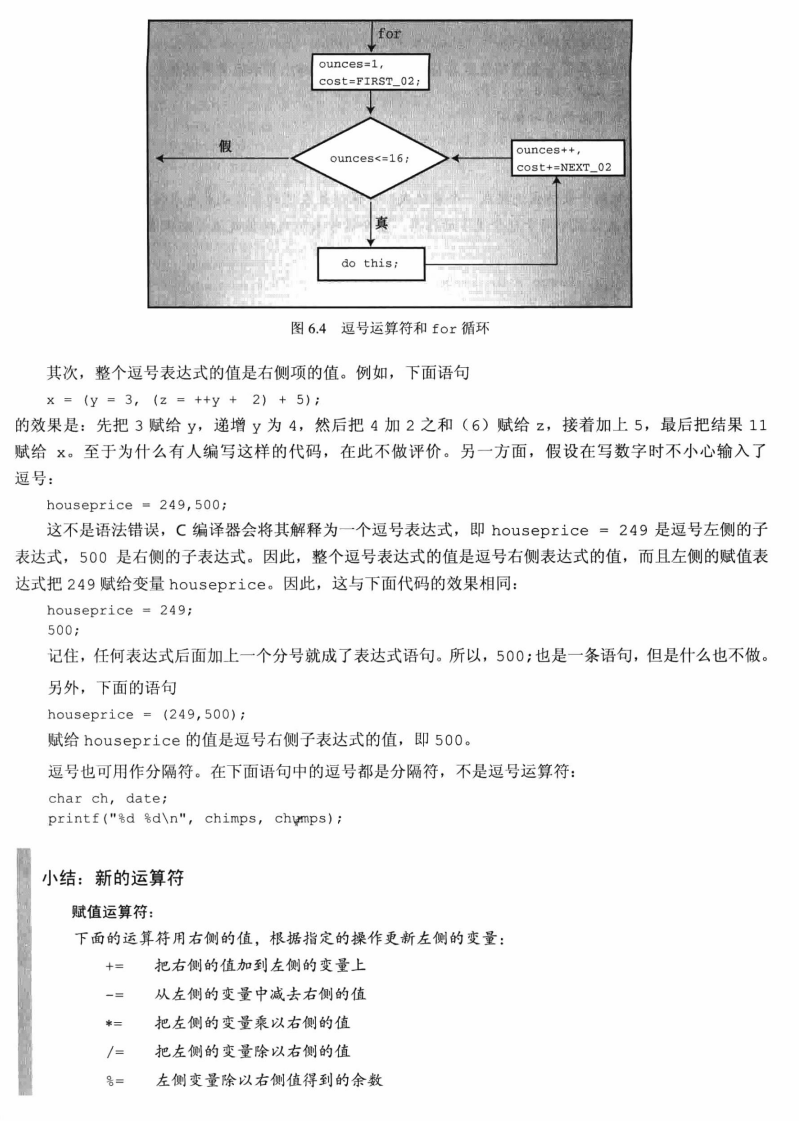 for
ounces=1,
cost=FIRST_02;
假
ounces<=16;
ounces++,
cost+=NEXT_02
真
do this;
图 6.4 逗号运算符和 for 循环
其次，整个逗号表达式的值是右侧项的值。例如，下面语句
x = (y = 3, (z = ++y + 2) + 5);
的效果是：先把 3 赋给 y，递增 y 为 4，然后把 4 加 2 之和（6）赋给 z，接着加上 5，最后把结果 11
赋给 x。至于为什么有人编写这样的代码，在此不做评价。另一方面，假设在写数字时不小心输入了
逗号：
houseprice = 249,500;
这不是语法错误，C 编译器会将其解释为一个逗号表达式，即 houseprice = 249 是逗号左侧的子
表达式，500 是右侧的子表达式。因此，整个逗号表达式的值是逗号右侧表达式的值，而且左侧的赋值表
达式把 249 赋给变量 houseprice。因此，这与下面代码的效果相同：
houseprice = 249;
500;
记住，任何表达式后面加上一个分号就成了表达式语句。所以，500;也是一条语句，但是什么也不做。
另外，下面的语句
houseprice = (249,500);
赋给 houseprice 的值是逗号右侧子表达式的值，即 500。
逗号也可用作分隔符。在下面语句中的逗号都是分隔符，不是逗号运算符：
char ch, date;
printf("%d %d\n", chimps, chumps);
小结：新的运算符
赋值运算符：
下面的运算符用右侧的值，根据指定的操作更新左侧的变量：
+= 把右侧的值加到左侧的变量上
-= 从左侧的变量中减去右侧的值
*= 把左侧的变量乘以右侧的值
/= 把左侧的变量除以右侧的值
%= 左侧变量除以右侧值得到的余数